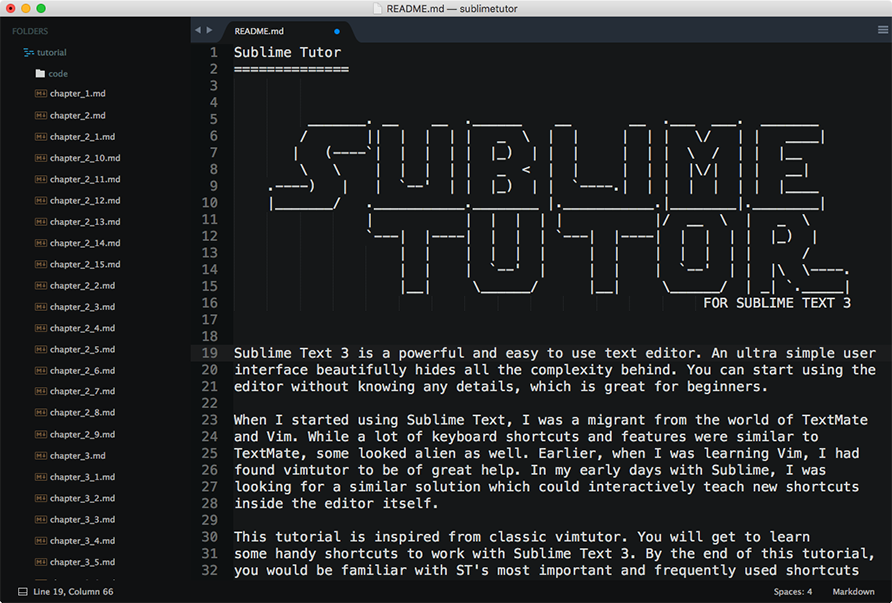 README.md — sublimetutor
FOLDERS
tutorial
code
chapter_1.md
chapter_2.md
chapter_2_1.md
chapter_2_10.md
chapter_2_11.md
chapter_2_12.md
chapter_2_13.md
chapter_2_14.md
chapter_2_15.md
chapter_2_2.md
chapter_2_3.md
chapter_2_4.md
chapter_2_5.md
chapter_2_6.md
chapter_2_7.md
chapter_2_8.md
chapter_2_9.md
chapter_3.md
chapter_3_1.md
chapter_3_2.md
chapter_3_3.md
chapter_3_4.md
chapter_3_5.md
README.md
1 Sublime Tutor
2 ==============
3
4
5
6
7
8
9
10
11
12
13
14
15
SUBLIME
TUTOR
16 FOR SUBLIME TEXT 3
17
18
19 Sublime Text 3 is a powerful and easy to use text editor. An ultra simple user
20 interface beautifully hides all the complexity behind. You can start using the
21 editor without knowing any details, which is great for beginners.
22
23 When I started using Sublime Text, I was a migrant from the world of TextMate
24 and Vim. While a lot of keyboard shortcuts and features were similar to
25 TextMate, some looked alien as well. Earlier, when I was learning Vim, I had
26 found vimtutor to be of great help. In my early days with Sublime, I was
27 looking for a similar solution which could interactively teach new shortcuts
28 inside the editor itself.
29
30 This tutorial is inspired from classic vimtutor. You will get to learn
31 some handy shortcuts to work with Sublime Text 3. By the end of this tutorial,
32 you would be familiar with ST's most important and frequently used shortcuts
Line 19, Column 66
Spaces: 4
Markdown